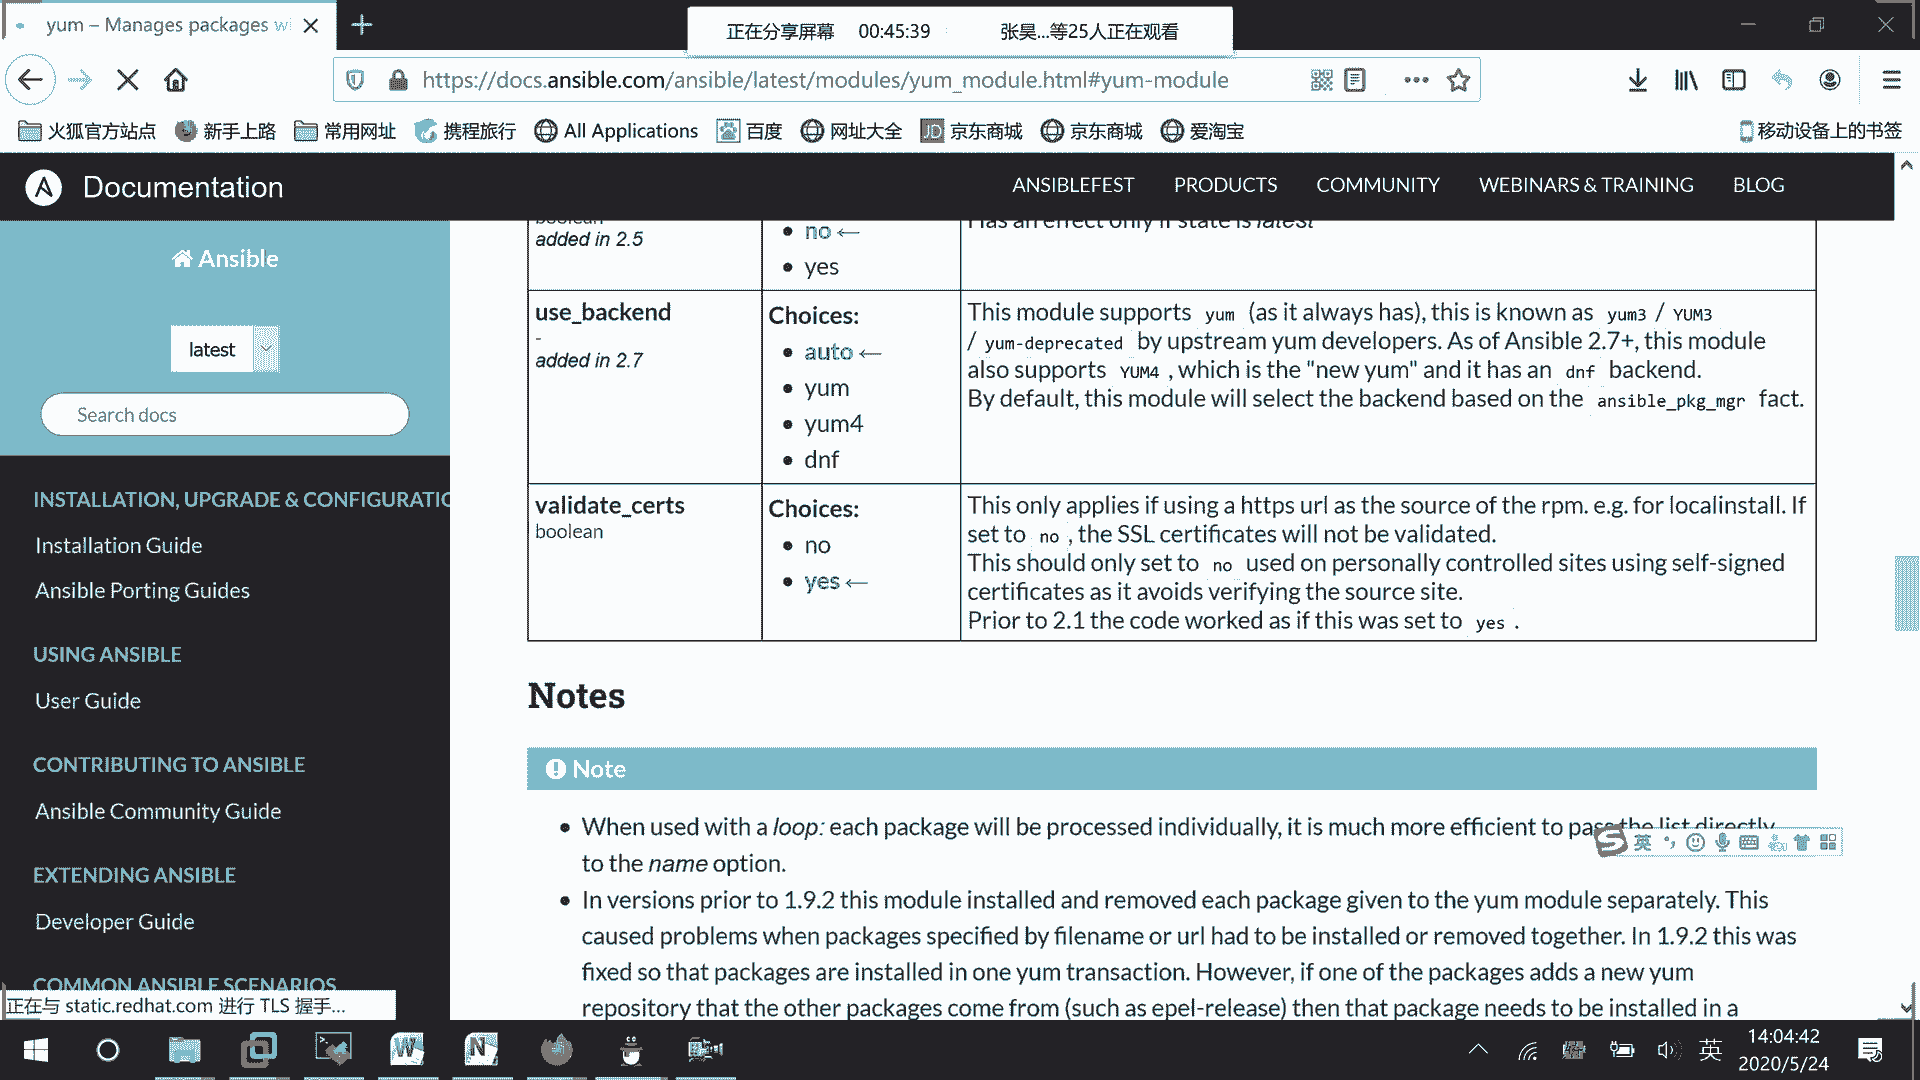 yum – Manages packages wi
正在分享屏幕 00:45:39 张昊...等25人正在观看
https://docs.ansible.com/ansible/latest/modules/yum_module.html#yum-module
火狐官方站点 新手上路 常用网址 携程旅行 All Applications 百度 网址大全 JD 京东商城 京东商城 爱淘宝 移动设备上的书签
Documentation
ANSIBLEFEST PRODUCTS COMMUNITY WEBINARS & TRAINING BLOG
Ansible
latest
Search docs
INSTALLATION, UPGRADE & CONFIGURATIO
Installation Guide
Ansible Porting Guides
USING ANSIBLE
User Guide
CONTRIBUTING TO ANSIBLE
Ansible Community Guide
EXTENDING ANSIBLE
Developer Guide
COMMON ANSIBLE SCENARIOS
boolean
added in 2.5
no ←
yes
Has an effect only if state is latest
use_backend
-
added in 2.7
Choices:
auto ←
yum
yum4
dnf
This module supports yum (as it always has), this is known as yum3 / YUM3
/ yum-deprecated by upstream yum developers. As of Ansible 2.7+, this module
also supports YUM4 , which is the "new yum" and it has an dnf backend.
By default, this module will select the backend based on the ansible_pkg_mgr fact.
validate_certs
boolean
Choices:
no
yes ←
This only applies if using a https url as the source of the rpm. e.g. for localinstall. If
set to no , the SSL certificates will not be validated.
This should only set to no used on personally controlled sites using self-signed
certificates as it avoids verifying the source site.
Prior to 2.1 the code worked as if this was set to yes .
Notes
Note
When used with a loop: each package will be processed individually, it is much more efficient to pass the list directly
to the name option.
In versions prior to 1.9.2 this module installed and removed each package given to the yum module separately. This
caused problems when packages specified by filename or url had to be installed or removed together. In 1.9.2 this was
fixed so that packages are installed in one yum transaction. However, if one of the packages adds a new yum
repository that the other packages come from (such as epel-release) then that package needs to be installed in a
英
正在与 static.redhat.com 进行 TLS 握手...
英
14:04:42
2020/5/24